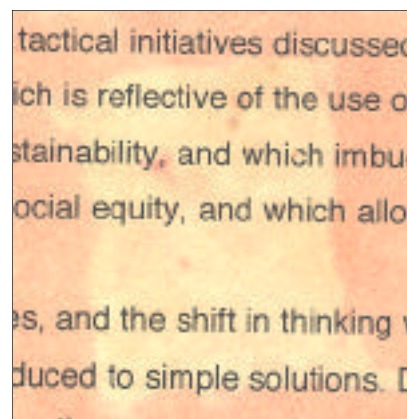 tactical initiatives discussed
ich is reflective of the use o
stainability, and which imbu
ocial equity, and which allo
es, and the shift in thinking
duced to simple solutions.